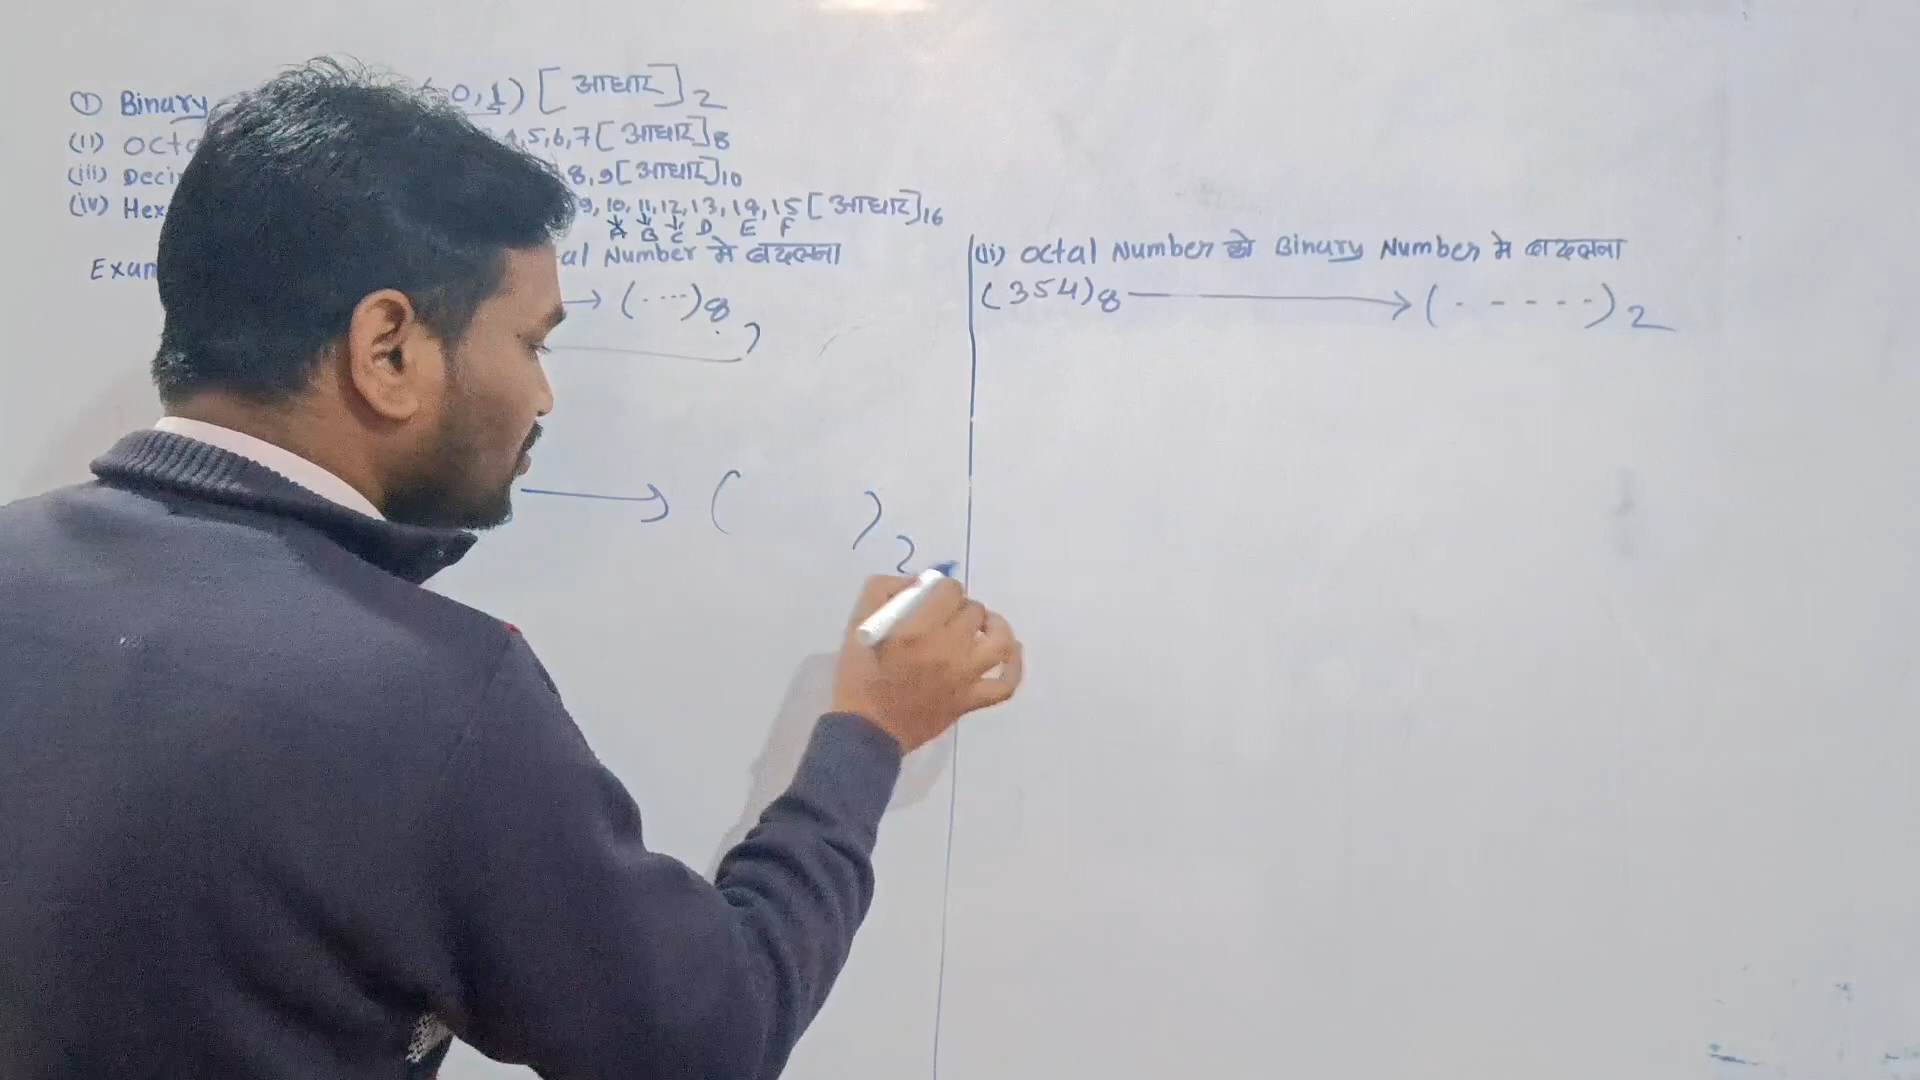 ① Binary 0,1) [आधार]2
(ii) octa 4,5,6,7[आधार]8
(iii) Deci 8,9[आधार]10
(iv) Hex 9,10,11,12,13,14,15[आधार]16
A B C D E F
Exam al Number मे बदलना
→ (....)8
→ ( )2
(ii) octal Number को Binary Number मे बदलना
(354)8 → (. - - - - .)2